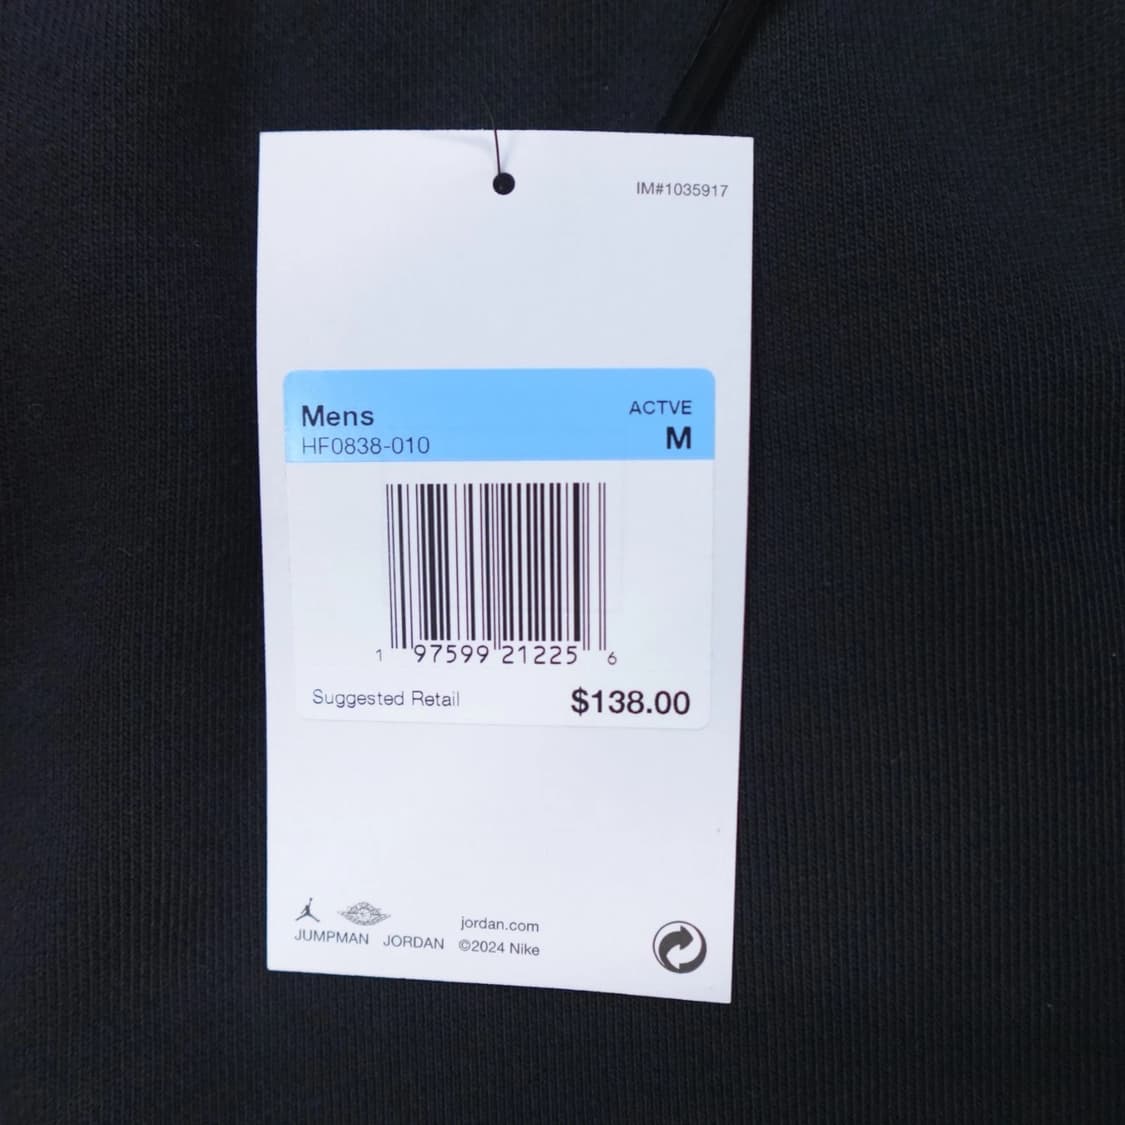 IM#1035917
Mens
ACTVE
HF0838-010
M
1 97599 21225 6
Suggested Retail
$138.00
jordan.com
JUMPMAN JORDAN ©2024 Nike